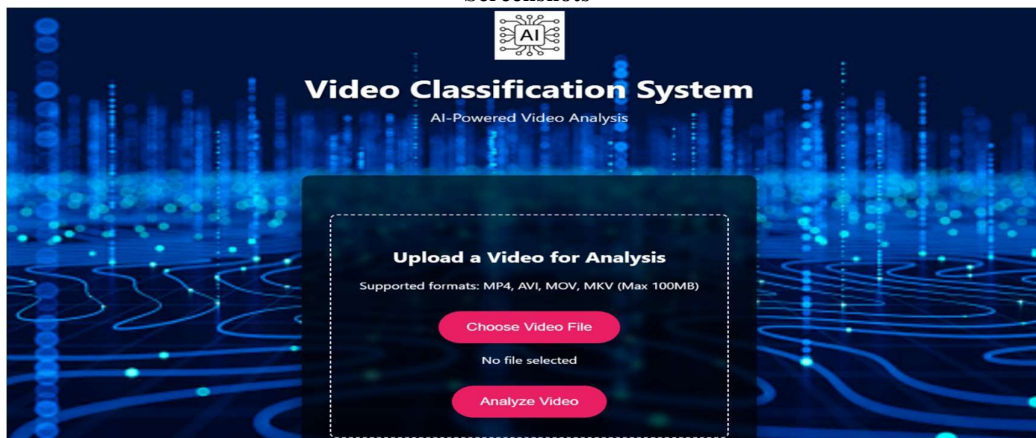 Screenshots
AI
Video Classification System
AI-Powered Video Analysis
Upload a Video for Analysis
Supported formats: MP4, AVI, MOV, MKV (Max 100MB)
Choose Video File
No file selected
Analyze Video